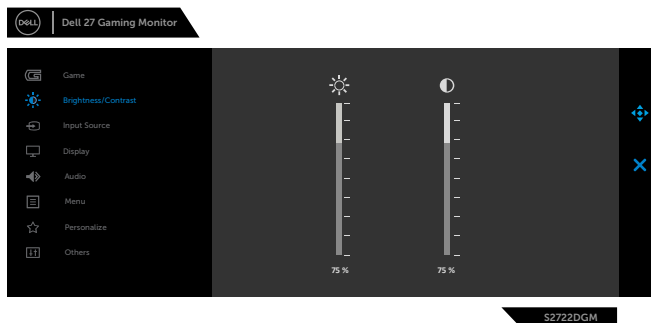 DELL
Dell 27 Gaming Monitor
Game
Brightness/Contrast
Input Source
Display
Audio
Menu
Personalize
Others
75 %
75 %
S2722DGM